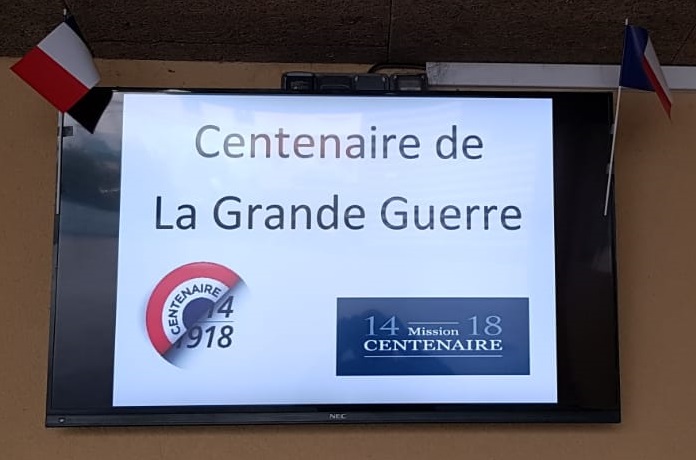 Centenaire de
La Grande Guerre
CENTENAIRE
14
1918
14 Mission 18
CENTENAIRE
NEC